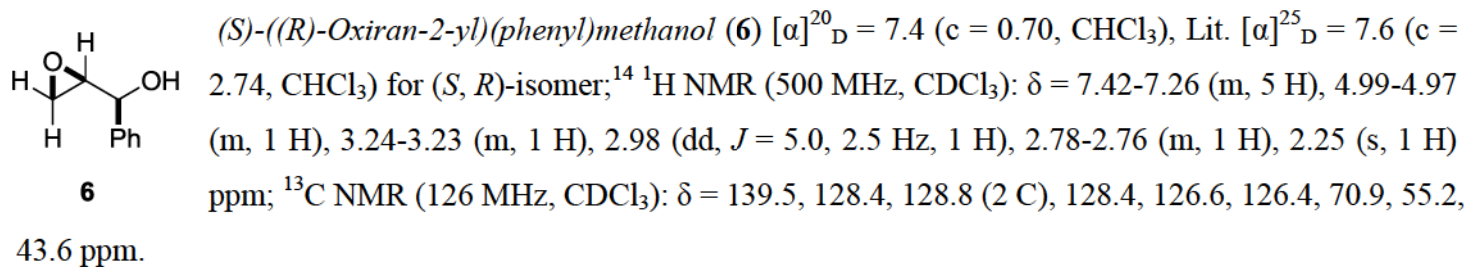 (S)-((R)-Oxiran-2-yl)(phenyl)methanol (6) [α]²⁰D = 7.4 (c = 0.70, CHCl₃), Lit. [α]²⁵D = 7.6 (c =
2.74, CHCl₃) for (S, R)-isomer;¹⁴ ¹H NMR (500 MHz, CDCl₃): δ = 7.42-7.26 (m, 5 H), 4.99-4.97
(m, 1 H), 3.24-3.23 (m, 1 H), 2.98 (dd, J = 5.0, 2.5 Hz, 1 H), 2.78-2.76 (m, 1 H), 2.25 (s, 1 H)
ppm; ¹³C NMR (126 MHz, CDCl₃): δ = 139.5, 128.4, 128.8 (2 C), 128.4, 126.6, 126.4, 70.9, 55.2,
43.6 ppm.
H
O
H
OH
H
Ph
6